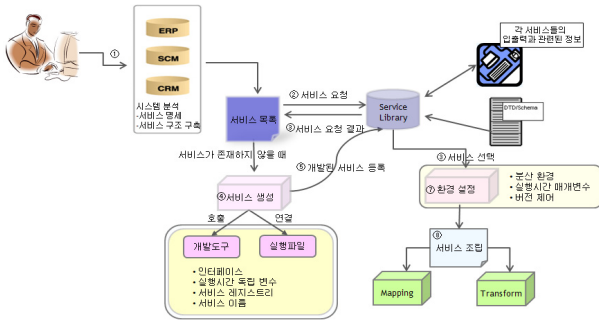 ①
ERP
SCM
CRM
시스템 분석
-서비스 명세
-서비스 구조 구축
서비스 목록
② 서비스 요청
③ 서비스 요청 결과
Service
Library
각 서비스들의
입출력과 관련된 정보
DTD/Schema
서비스가 존재하지 않을 때
⑤ 개발된 서비스 등록
③ 서비스 선택
④서비스 생성
⑦ 환경 설정
• 분산 환경
• 실행시간 매개변수
• 버전 제어
호출
연결
개발도구
실행파일
• 인터페이스
• 실행시간 독립 변수
• 서비스 레지스트리
• 서비스 이름
서비스 조립
Mapping
Transform